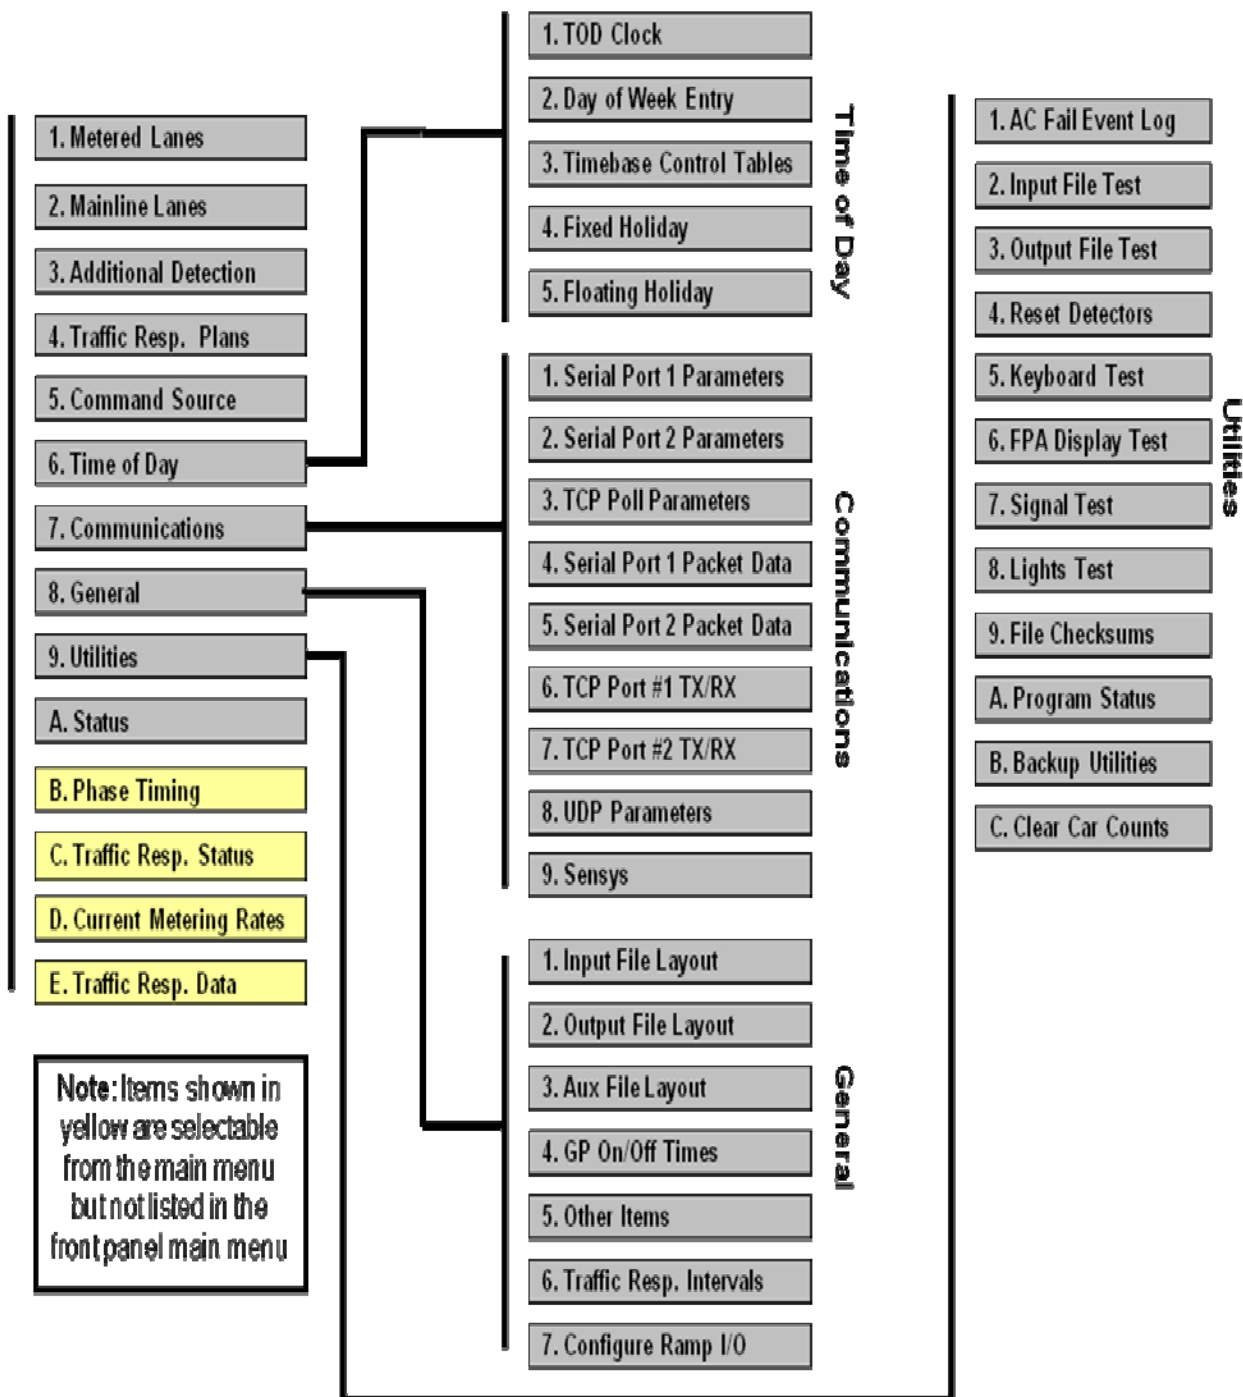 1. Metered Lanes
2. Mainline Lanes
3. Additional Detection
4. Traffic Resp. Plans
5. Command Source
6. Time of Day
7. Communications
8. General
9. Utilities
A. Status
B. Phase Timing
C. Traffic Resp. Status
D. Current Metering Rates
E. Traffic Resp. Data
Note: Items shown in
yellow are selectable
from the main menu
but not listed in the
front panel main menu
1. TOD Clock
2. Day of Week Entry
3. Timebase Control Tables
4. Fixed Holiday
5. Floating Holiday
Time of Day
1. Serial Port 1 Parameters
2. Serial Port 2 Parameters
3. TCP Poll Parameters
4. Serial Port 1 Packet Data
5. Serial Port 2 Packet Data
6. TCP Port #1 TX/RX
7. TCP Port #2 TX/RX
8. UDP Parameters
9. Sensys
Communications
1. Input File Layout
2. Output File Layout
3. Aux File Layout
4. GP On/Off Times
5. Other Items
6. Traffic Resp. Intervals
7. Configure Ramp I/O
General
1. AC Fail Event Log
2. Input File Test
3. Output File Test
4. Reset Detectors
5. Keyboard Test
6. FPA Display Test
7. Signal Test
8. Lights Test
9. File Checksums
A. Program Status
B. Backup Utilities
C. Clear Car Counts
Utilities